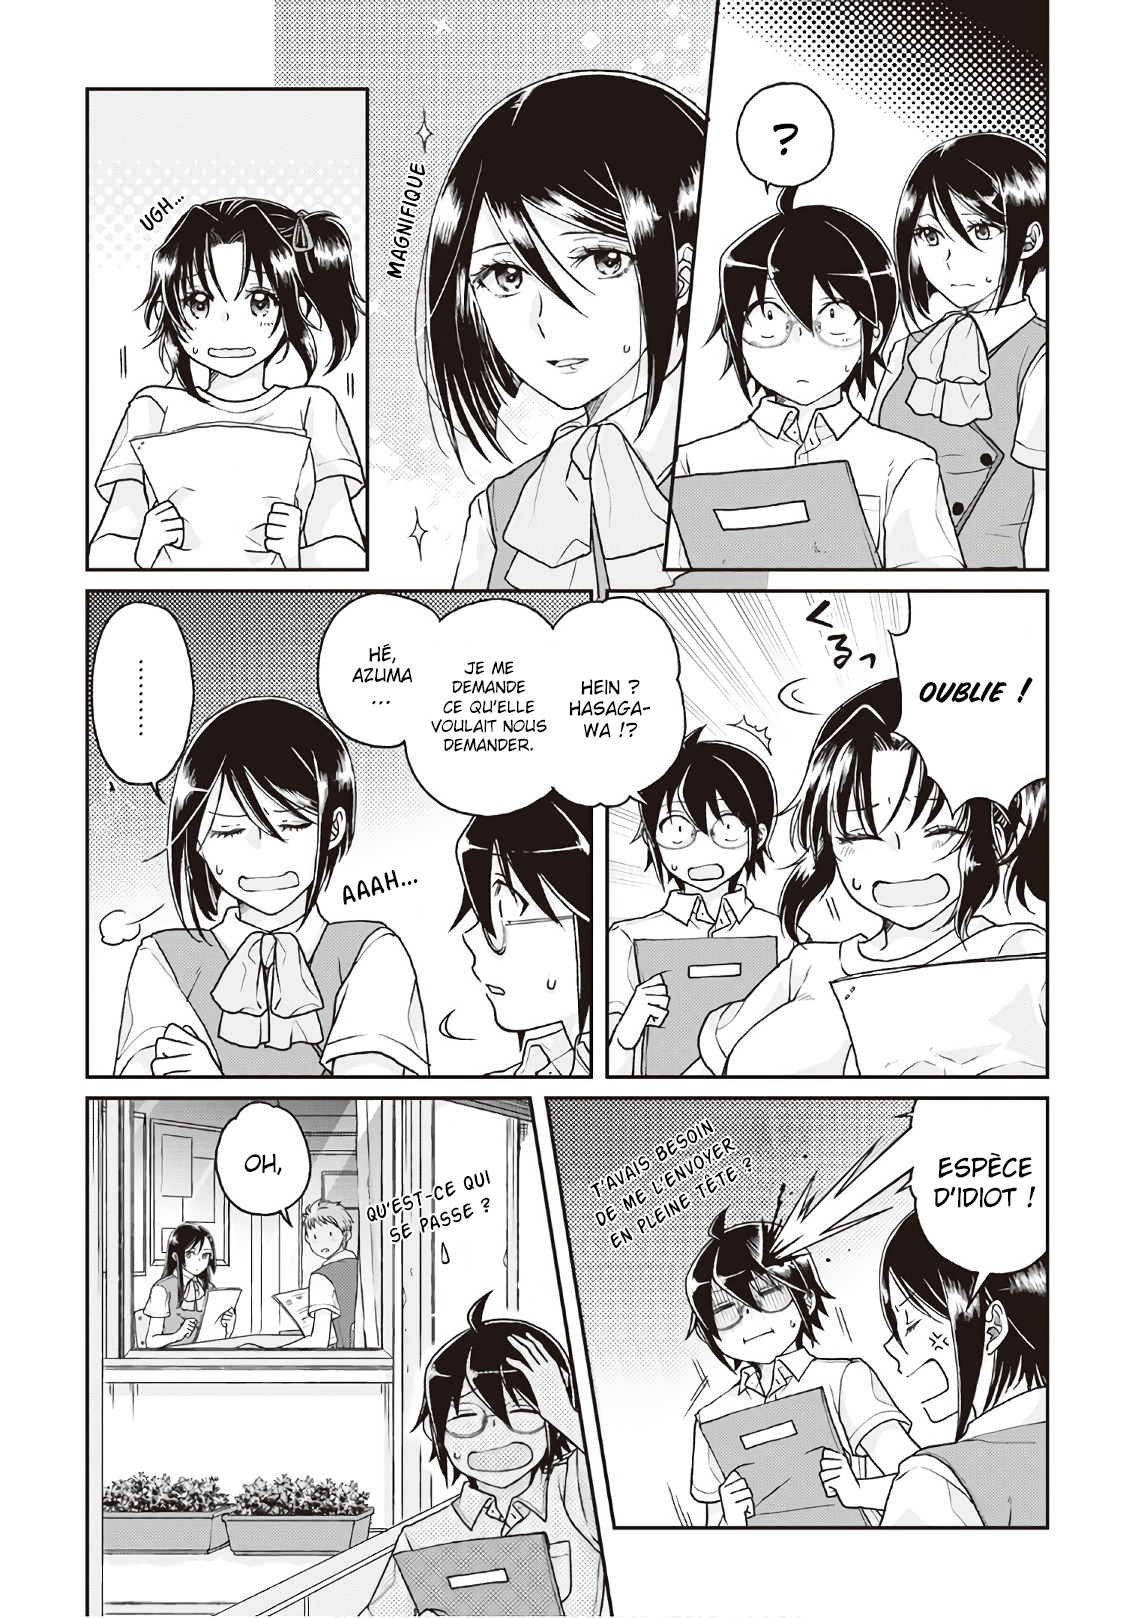 ?
MAGNIFIQUE
UGH...
OUBLIE !
くるっ
HEIN ?
HASAGA-
WA !?
JE ME
DEMANDE
CE QU'ELLE
VOULAIT NOUS
DEMANDER.
HÉ,
AZUMA
...
AAAH...
.........
ESPÈCE
D'IDIOT !
T'AVAIS BESOIN
DE ME L'ENVOYER
EN PLEINE TÊTE ?
QU'EST-CE QUI
SE PASSE ?
OH,